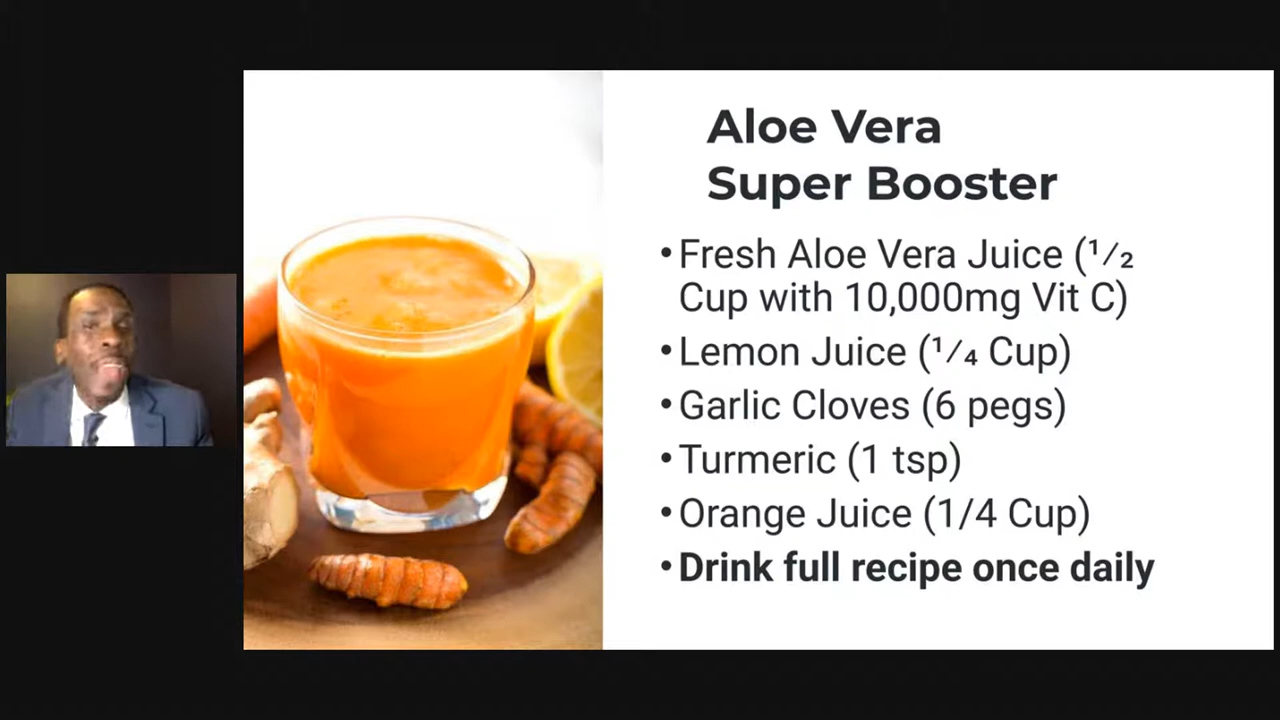 Aloe Vera
Super Booster
•Fresh Aloe Vera Juice (¹⁄₂
Cup with 10,000mg Vit C)
•Lemon Juice (¹⁄₄ Cup)
•Garlic Cloves (6 pegs)
•Turmeric (1 tsp)
•Orange Juice (1/4 Cup)
•Drink full recipe once daily